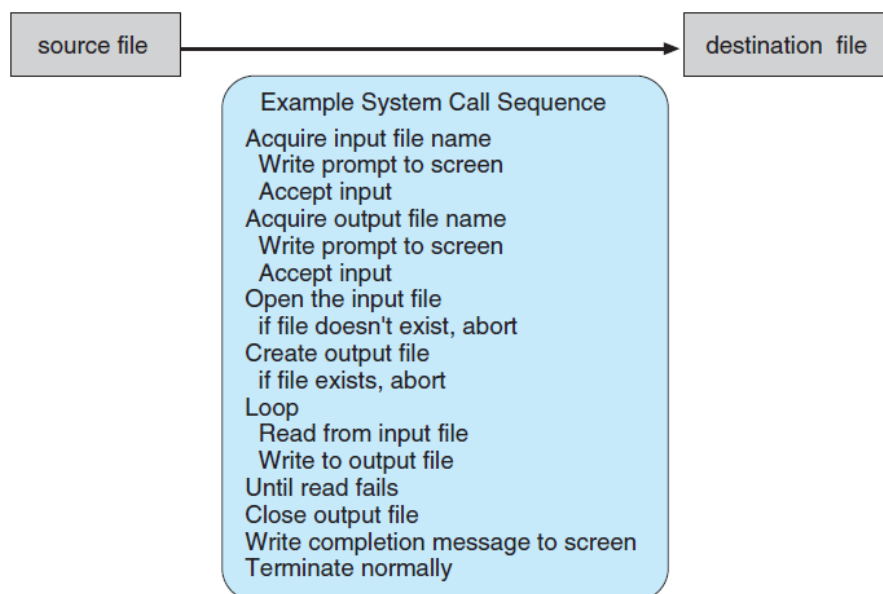 source file
destination file
Example System Call Sequence
Acquire input file name
Write prompt to screen
Accept input
Acquire output file name
Write prompt to screen
Accept input
Open the input file
if file doesn't exist, abort
Create output file
if file exists, abort
Loop
Read from input file
Write to output file
Until read fails
Close output file
Write completion message to screen
Terminate normally